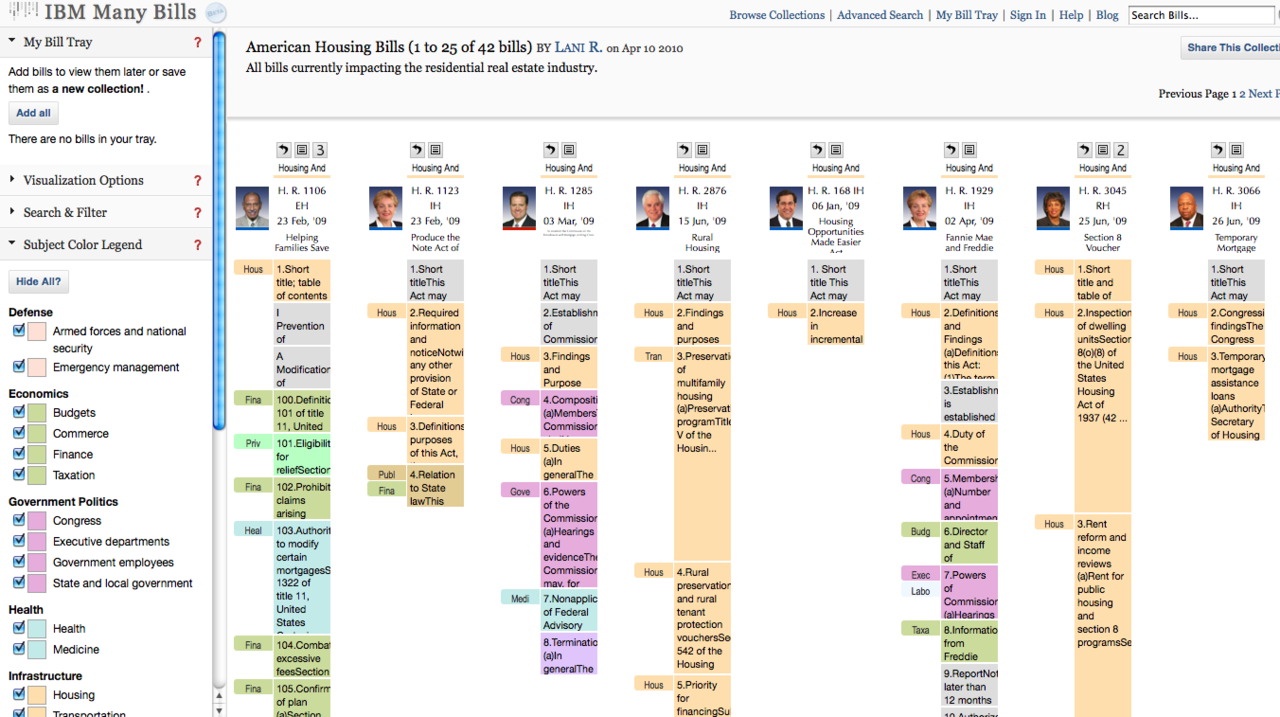 IBM Many Bills
Beta
Browse Collections | Advanced Search | My Bill Tray | Sign In | Help | Blog
Search Bills...
My Bill Tray ?
Add bills to view them later or save
them as a new collection! .
Add all
There are no bills in your tray.
Visualization Options ?
Search & Filter ?
Subject Color Legend ?
Hide All?
Defense
Armed forces and national
security
Emergency management
Economics
Budgets
Commerce
Finance
Taxation
Government Politics
Congress
Executive departments
Government employees
State and local government
Health
Health
Medicine
Infrastructure
Housing
Transportation
American Housing Bills (1 to 25 of 42 bills) BY LANI R. on Apr 10 2010
All bills currently impacting the residential real estate industry.
Share This Collecti
Previous Page 1 2 Next P
3
Housing And
H. R. 1106
EH
23 Feb, '09
Helping
Families Save
Hous
1.Short
title; table
of contents
I
Prevention
of
A
Modification
of
Fina
100.Definitic
101 of title
11, United
Priv
101.Eligibilit
for
reliefSection
Fina
102.Prohibit
claims
arising
Heal
103.Authorit
to modify
certain
mortgagesS
1322 of
title 11,
United
States
Fina
104.Combat
excessive
feesSection
Fina
105.Confirm
of plan
(a)Section
Housing And
H. R. 1123
IH
23 Feb, '09
Produce the
Note Act of
1.Short
titleThis
Act may
Hous
2.Required
information
and
noticeNotwi
any other
provision
of State or
Federal
Hous
3.Definitions
purposes
of this Act,
Publ
Fina
4.Relation
to State
lawThis
Housing And
H. R. 1285
IH
03 Mar, '09
1.Short
titleThis
Act may
2.Establishn
of
Commission
Hous
3.Findings
and
Purpose
Cong
4.Compositi
(a)Members
Commission
Hous
5.Duties
(a)In
generalThe
Gove
6.Powers
of the
Commission
(a)Hearings
and
evidenceThe
Commission
may, for
Medi
7.Nonapplic
of Federal
Advisory
8.Terminatic
(a)In
generalThe
Housing And
H. R. 2876
IH
15 Jun, '09
Rural
Housing
1.Short
titleThis
Act may
Hous
2.Findings
and
purposes
Tran
3.Preservati
of
multifamily
housing
(a)Preservat
programTitle
V of the
Housin...
Hous
4.Rural
preservation
and rural
tenant
protection
vouchersSe
542 of the
Housing
Hous
5.Priority
for
financingSu
Housing And
H. R. 168 IH
06 Jan, '09
Housing
Opportunities
Made Easier
Act
1. Short
title This
Act may
Hous
2.Increase
in
incremental
Housing And
H. R. 1929
IH
02 Apr, '09
Fannie Mae
and Freddie
1.Short
titleThis
Act may
Hous
2.Definitions
and
Findings
(a)Definition
this Act:
(1)The term
3.Establishn
is
established
Hous
4.Duty of
the
Commission
Cong
5.Membersh
(a)Number
and
appointmen
Budg
6.Director
and Staff
of
Exec
Labo
7.Powers
of
Commission
(a)Hearings
Taxa
8.Informatio
from
Freddie
9.ReportNot
later than
12 months
2
Housing And
H. R. 3045
RH
25 Jun, '09
Section 8
Voucher
Hous
1.Short
title and
table of
Hous
2.Inspection
of dwelling
unitsSection
8(o)(8) of
the United
States
Housing
Act of
1937 (42 ...
Hous
3.Rent
reform and
income
reviews
(a)Rent for
public
housing
and
section 8
programsSe
Housing And
H. R. 3066
IH
26 Jun, '09
Temporary
Mortgage
1.Short
titleThis
Act may
Hous
2.Congressi
findingsThe
Congress
Hous
3.Temporary
mortgage
assistance
loans
(a)AuthorityT
Secretary
of Housing